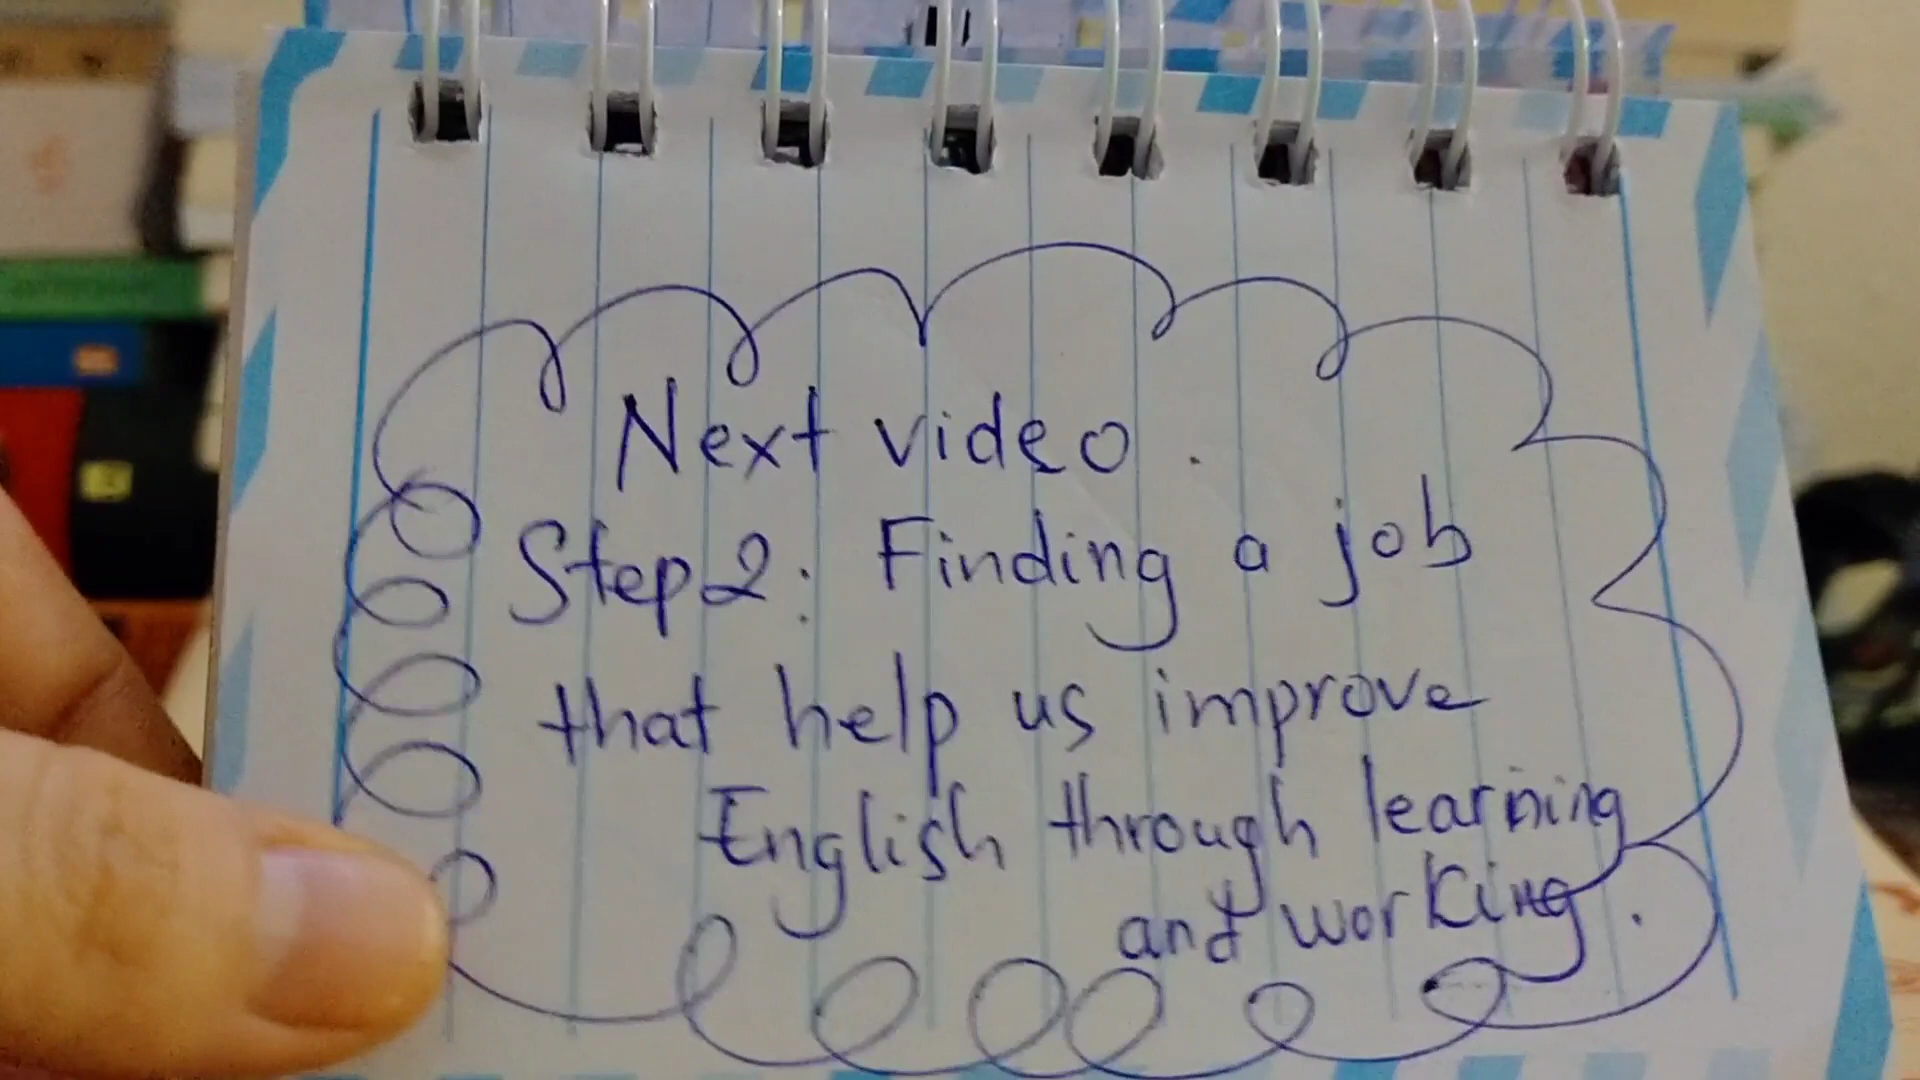 Next video.
Step 2: Finding a job
that help us improve
English through learning
and working.